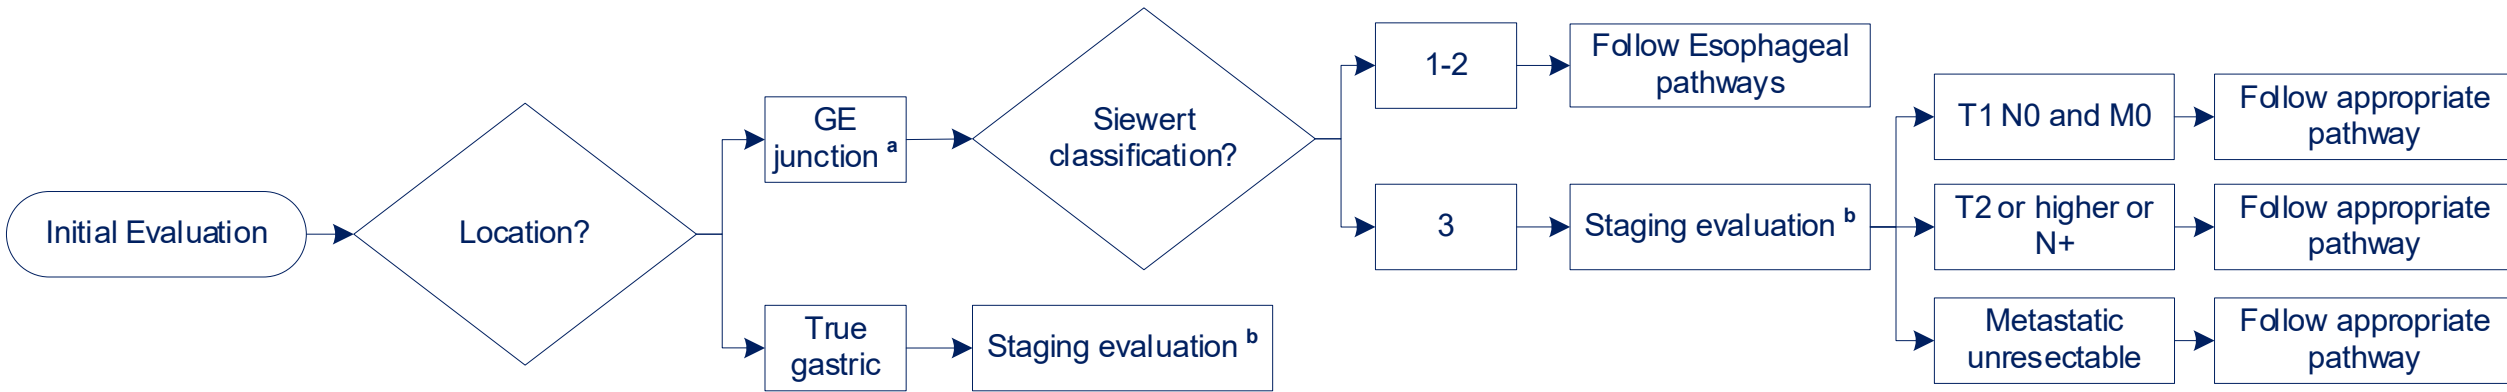 Initial Evaluation
Location?
GE
junction a
Siewert
classification?
1-2
Follow Esophageal
pathways
3
Staging evaluation b
T1 N0 and M0
Follow appropriate
pathway
T2 or higher or
N+
Follow appropriate
pathway
Metastatic
unresectable
Follow appropriate
pathway
True
gastric
Staging evaluation b